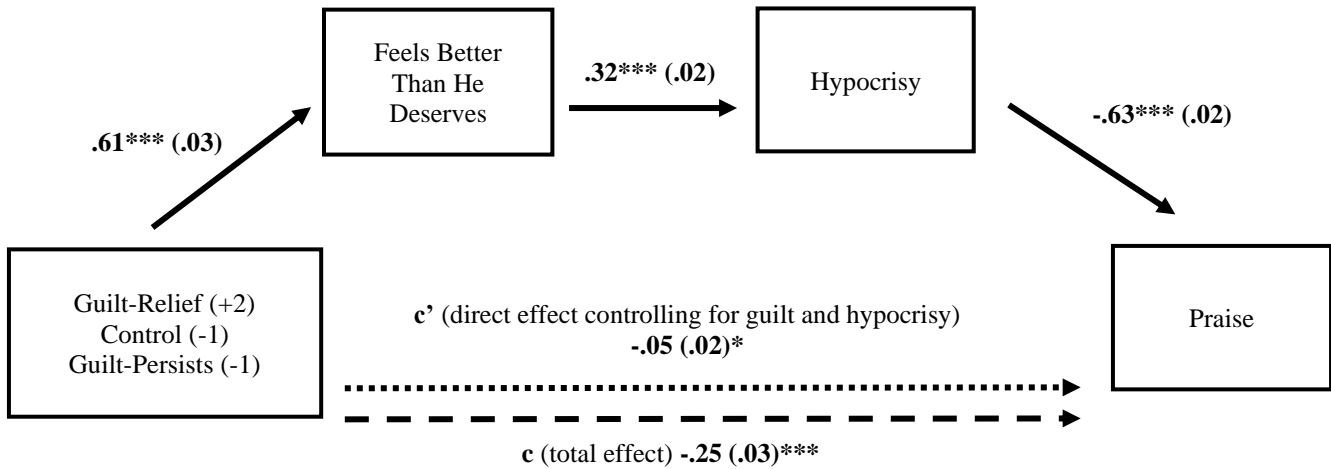 Feels Better
Than He
Deserves
.32*** (.02)
Hypocrisy
.61*** (.03)
-.63*** (.02)
Guilt-Relief (+2)
Control (-1)
Guilt-Persists (-1)
c’ (direct effect controlling for guilt and hypocrisy)
-.05 (.02)*
Praise
c (total effect) -.25 (.03)***